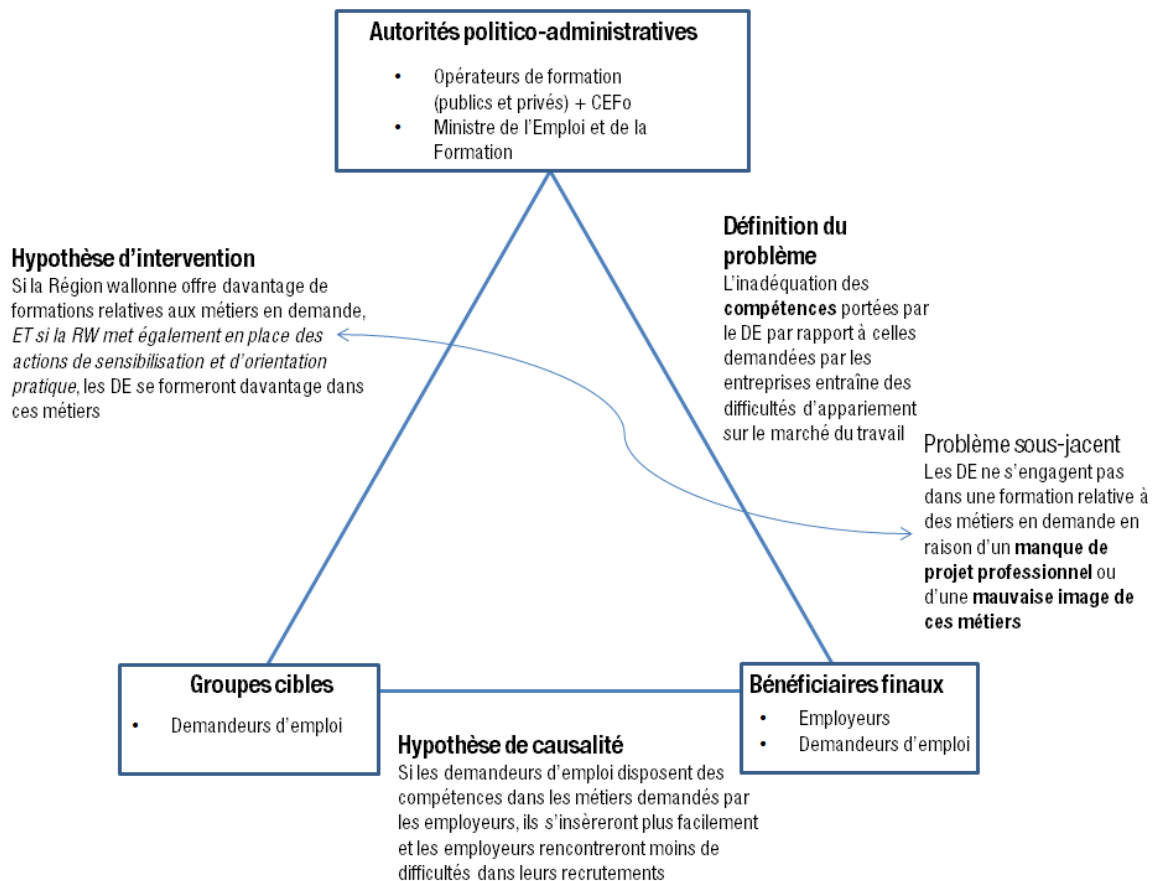 Autorités politico-administratives
• Opérateurs de formation
(publics et privés) + CEFo
• Ministre de l'Emploi et de la
Formation
Hypothèse d'intervention
Si la Région wallonne offre davantage de
formations relatives aux métiers en demande,
ET si la RW met également en place des
actions de sensibilisation et d'orientation
pratique, les DE se formeront davantage dans
ces métiers
Définition du
problème
L'inadéquation des
compétences portées par
le DE par rapport à celles
demandées par les
entreprises entraîne des
difficultés d'appariement
sur le marché du travail
Problème sous-jacent
Les DE ne s'engagent pas
dans une formation relative à
des métiers en demande en
raison d'un manque de
projet professionnel ou
d'une mauvaise image de
ces métiers
Groupes cibles
• Demandeurs d'emploi
Bénéficiaires finaux
• Employeurs
• Demandeurs d'emploi
Hypothèse de causalité
Si les demandeurs d'emploi disposent des
compétences dans les métiers demandés par
les employeurs, ils s'insèreront plus facilement
et les employeurs rencontreront moins de
difficultés dans leurs recrutements